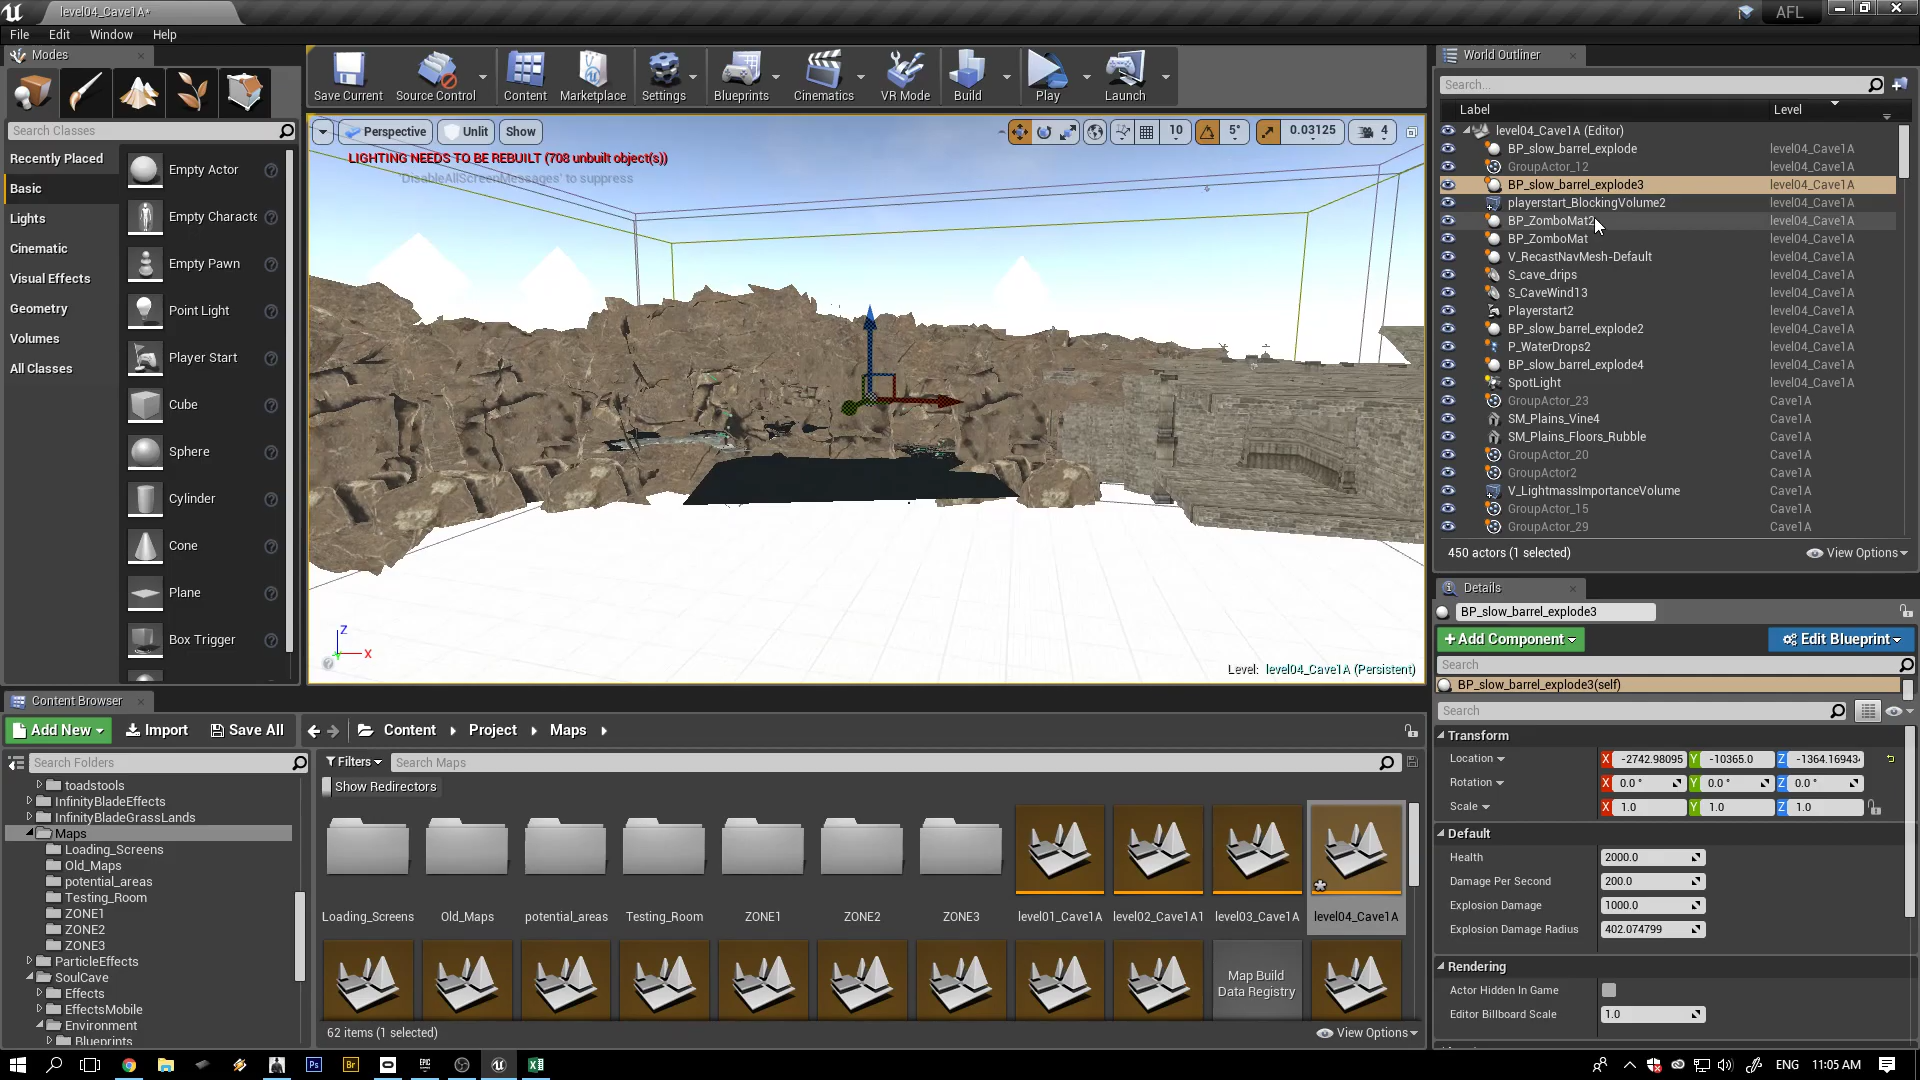 level04_Cave1A*
AFL
File Edit Window Help
Modes
Search Classes
Recently Placed
Basic
Lights
Cinematic
Visual Effects
Geometry
Volumes
All Classes
Empty Actor
Empty Characte
Empty Pawn
Point Light
Player Start
Cube
Sphere
Cylinder
Cone
Plane
Box Trigger
Save Current
Source Control
Content
Marketplace
Settings
Blueprints
Cinematics
VR Mode
Build
Play
Launch
Perspective Unlit Show
10 5° 0.03125 4
LIGHTING NEEDS TO BE REBUILT (708 unbuilt object(s))
'DisableAllScreenMessages' to suppress
Z
X
Level: level04_Cave1A (Persistent)
World Outliner
Search...
Label Level
level04_Cave1A (Editor)
BP_slow_barrel_explode level04_Cave1A
GroupActor_12 level04_Cave1A
BP_slow_barrel_explode3 level04_Cave1A
playerstart_BlockingVolume2 level04_Cave1A
BP_ZomboMat2 level04_Cave1A
BP_ZomboMat level04_Cave1A
V_RecastNavMesh-Default level04_Cave1A
S_cave_drips level04_Cave1A
S_CaveWind13 level04_Cave1A
Playerstart2 level04_Cave1A
BP_slow_barrel_explode2 level04_Cave1A
P_WaterDrops2 level04_Cave1A
BP_slow_barrel_explode4 level04_Cave1A
SpotLight level04_Cave1A
GroupActor_23 Cave1A
SM_Plains_Vine4 Cave1A
SM_Plains_Floors_Rubble Cave1A
GroupActor_20 Cave1A
GroupActor2 Cave1A
V_LightmassImportanceVolume Cave1A
GroupActor_15 Cave1A
GroupActor_29 Cave1A
450 actors (1 selected) View Options
Details
BP_slow_barrel_explode3
+Add Component Edit Blueprint
Search
BP_slow_barrel_explode3(self)
Search
Transform
Location X -2742.98095 Y -10365.0 Z -1364.16943
Rotation X 0.0 ° Y 0.0 ° Z 0.0 °
Scale X 1.0 Y 1.0 Z 1.0
Default
Health 2000.0
Damage Per Second 200.0
Explosion Damage 1000.0
Explosion Damage Radius 402.074799
Rendering
Actor Hidden In Game
Editor Billboard Scale 1.0
Content Browser
Add New Import Save All Content Project Maps
Search Folders
toadstools
InfinityBladeEffects
InfinityBladeGrassLands
Maps
Loading_Screens
Old_Maps
potential_areas
Testing_Room
ZONE1
ZONE2
ZONE3
ParticleEffects
SoulCave
Effects
EffectsMobile
Environment
Blueprints
Filters Search Maps
Show Redirectors
Loading_Screens Old_Maps potential_areas Testing_Room ZONE1 ZONE2 ZONE3 level01_Cave1A level02_Cave1A1 level03_Cave1A level04_Cave1A
Map Build
Data Registry
62 items (1 selected) View Options
Ps Br EPIC
ENG 11:05 AM